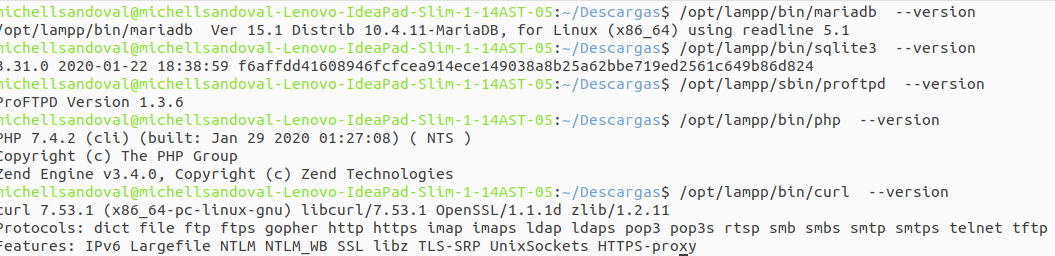 michellsandoval@michellsandoval-Lenovo-IdeaPad-Slim-1-14AST-05:~/Descargas$ /opt/lampp/bin/mariadb  --version
/opt/lampp/bin/mariadb  Ver 15.1 Distrib 10.4.11-MariaDB, for Linux (x86_64) using readline 5.1
michellsandoval@michellsandoval-Lenovo-IdeaPad-Slim-1-14AST-05:~/Descargas$ /opt/lampp/bin/sqlite3  --version
3.31.0 2020-01-22 18:38:59 f6affdd41608946fcfcea914ece149038a8b25a62bbe719ed2561c649b86d824
michellsandoval@michellsandoval-Lenovo-IdeaPad-Slim-1-14AST-05:~/Descargas$ /opt/lampp/sbin/proftpd  --version
ProFTPD Version 1.3.6
michellsandoval@michellsandoval-Lenovo-IdeaPad-Slim-1-14AST-05:~/Descargas$ /opt/lampp/bin/php  --version
PHP 7.4.2 (cli) (built: Jan 29 2020 01:27:08) ( NTS )
Copyright (c) The PHP Group
Zend Engine v3.4.0, Copyright (c) Zend Technologies
michellsandoval@michellsandoval-Lenovo-IdeaPad-Slim-1-14AST-05:~/Descargas$ /opt/lampp/bin/curl  --version
curl 7.53.1 (x86_64-pc-linux-gnu) libcurl/7.53.1 OpenSSL/1.1.1d zlib/1.2.11
Protocols: dict file ftp ftps gopher http https imap imaps ldap ldaps pop3 pop3s rtsp smb smbs smtp smtps telnet tftp
Features: IPv6 Largefile NTLM NTLM_WB SSL libz TLS-SRP UnixSockets HTTPS-proxy